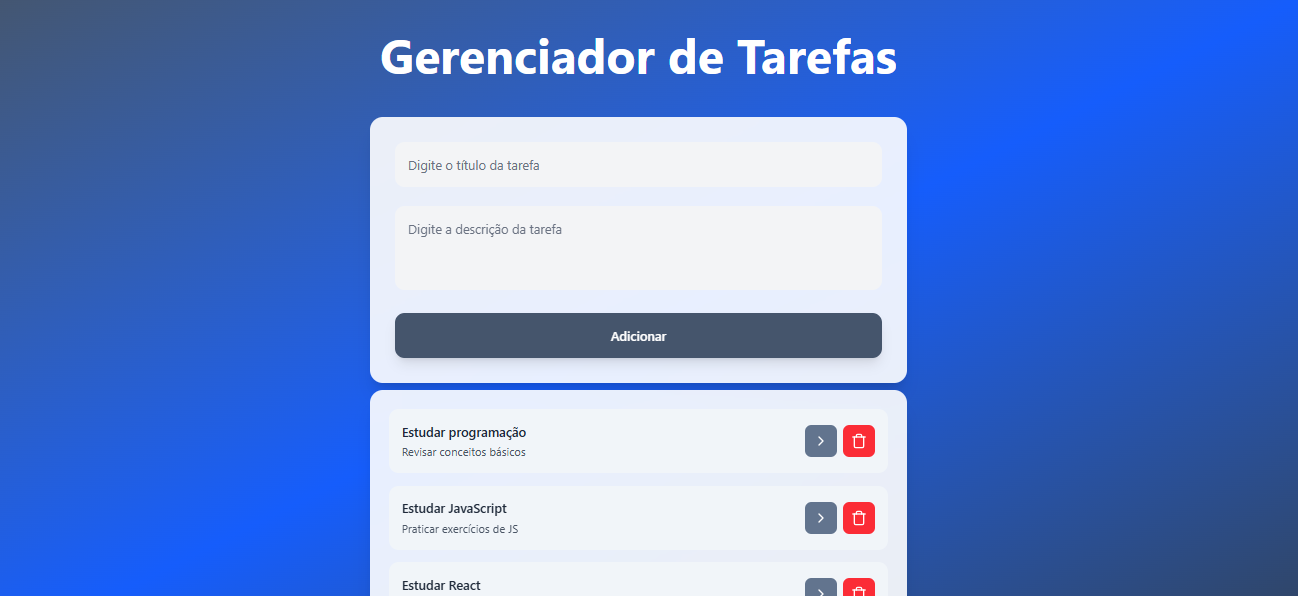 Gerenciador de Tarefas
Digite o título da tarefa
Digite a descrição da tarefa
Adicionar
Estudar programação
Revisar conceitos básicos
Estudar JavaScript
Praticar exercícios de JS
Estudar React